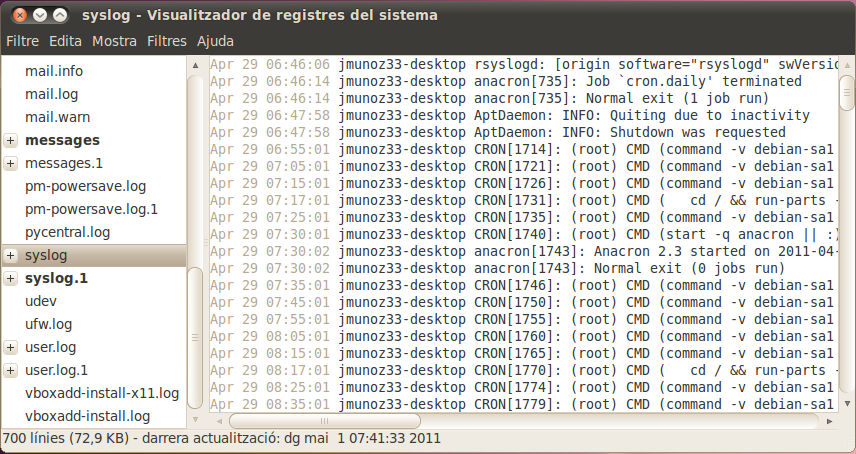 syslog - Visualitzador de registres del sistema
Filtre Edita Mostra Filtres Ajuda
mail.info
mail.log
mail.warn
messages
messages.1
pm-powersave.log
pm-powersave.log.1
pycentral.log
syslog
syslog.1
udev
ufw.log
user.log
user.log.1
vboxadd-install-x11.log
vboxadd-install.log
Apr 29 06:46:06 jmunoz33-desktop rsyslogd: [origin software="rsyslogd" swVersio
Apr 29 06:46:14 jmunoz33-desktop anacron[735]: Job `cron.daily' terminated
Apr 29 06:46:14 jmunoz33-desktop anacron[735]: Normal exit (1 job run)
Apr 29 06:47:58 jmunoz33-desktop AptDaemon: INFO: Quiting due to inactivity
Apr 29 06:47:58 jmunoz33-desktop AptDaemon: INFO: Shutdown was requested
Apr 29 06:55:01 jmunoz33-desktop CRON[1714]: (root) CMD (command -v debian-sa1
Apr 29 07:05:01 jmunoz33-desktop CRON[1721]: (root) CMD (command -v debian-sa1
Apr 29 07:15:01 jmunoz33-desktop CRON[1726]: (root) CMD (command -v debian-sa1
Apr 29 07:17:01 jmunoz33-desktop CRON[1731]: (root) CMD (   cd / && run-parts -
Apr 29 07:25:01 jmunoz33-desktop CRON[1735]: (root) CMD (command -v debian-sa1
Apr 29 07:30:01 jmunoz33-desktop CRON[1740]: (root) CMD (start -q anacron || :)
Apr 29 07:30:02 jmunoz33-desktop anacron[1743]: Anacron 2.3 started on 2011-04-
Apr 29 07:30:02 jmunoz33-desktop anacron[1743]: Normal exit (0 jobs run)
Apr 29 07:35:01 jmunoz33-desktop CRON[1746]: (root) CMD (command -v debian-sa1
Apr 29 07:45:01 jmunoz33-desktop CRON[1750]: (root) CMD (command -v debian-sa1
Apr 29 07:55:01 jmunoz33-desktop CRON[1755]: (root) CMD (command -v debian-sa1
Apr 29 08:05:01 jmunoz33-desktop CRON[1760]: (root) CMD (command -v debian-sa1
Apr 29 08:15:01 jmunoz33-desktop CRON[1765]: (root) CMD (command -v debian-sa1
Apr 29 08:17:01 jmunoz33-desktop CRON[1770]: (root) CMD (   cd / && run-parts -
Apr 29 08:25:01 jmunoz33-desktop CRON[1774]: (root) CMD (command -v debian-sa1
Apr 29 08:35:01 jmunoz33-desktop CRON[1779]: (root) CMD (command -v debian-sa1
700 línies (72,9 KB) - darrera actualització: dg mai  1 07:41:33 2011